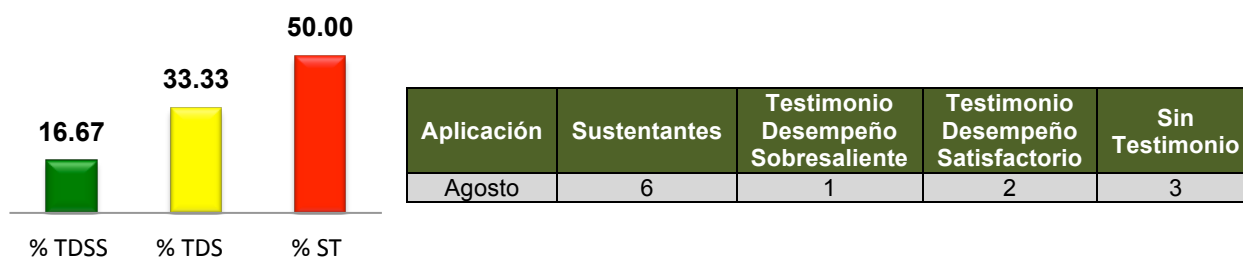 50.00
33.33
16.67
% TDSS % TDS % ST
Aplicación Sustentantes Testimonio Desempeño Sobresaliente Testimonio Desempeño Satisfactorio Sin Testimonio
Agosto 6 1 2 3